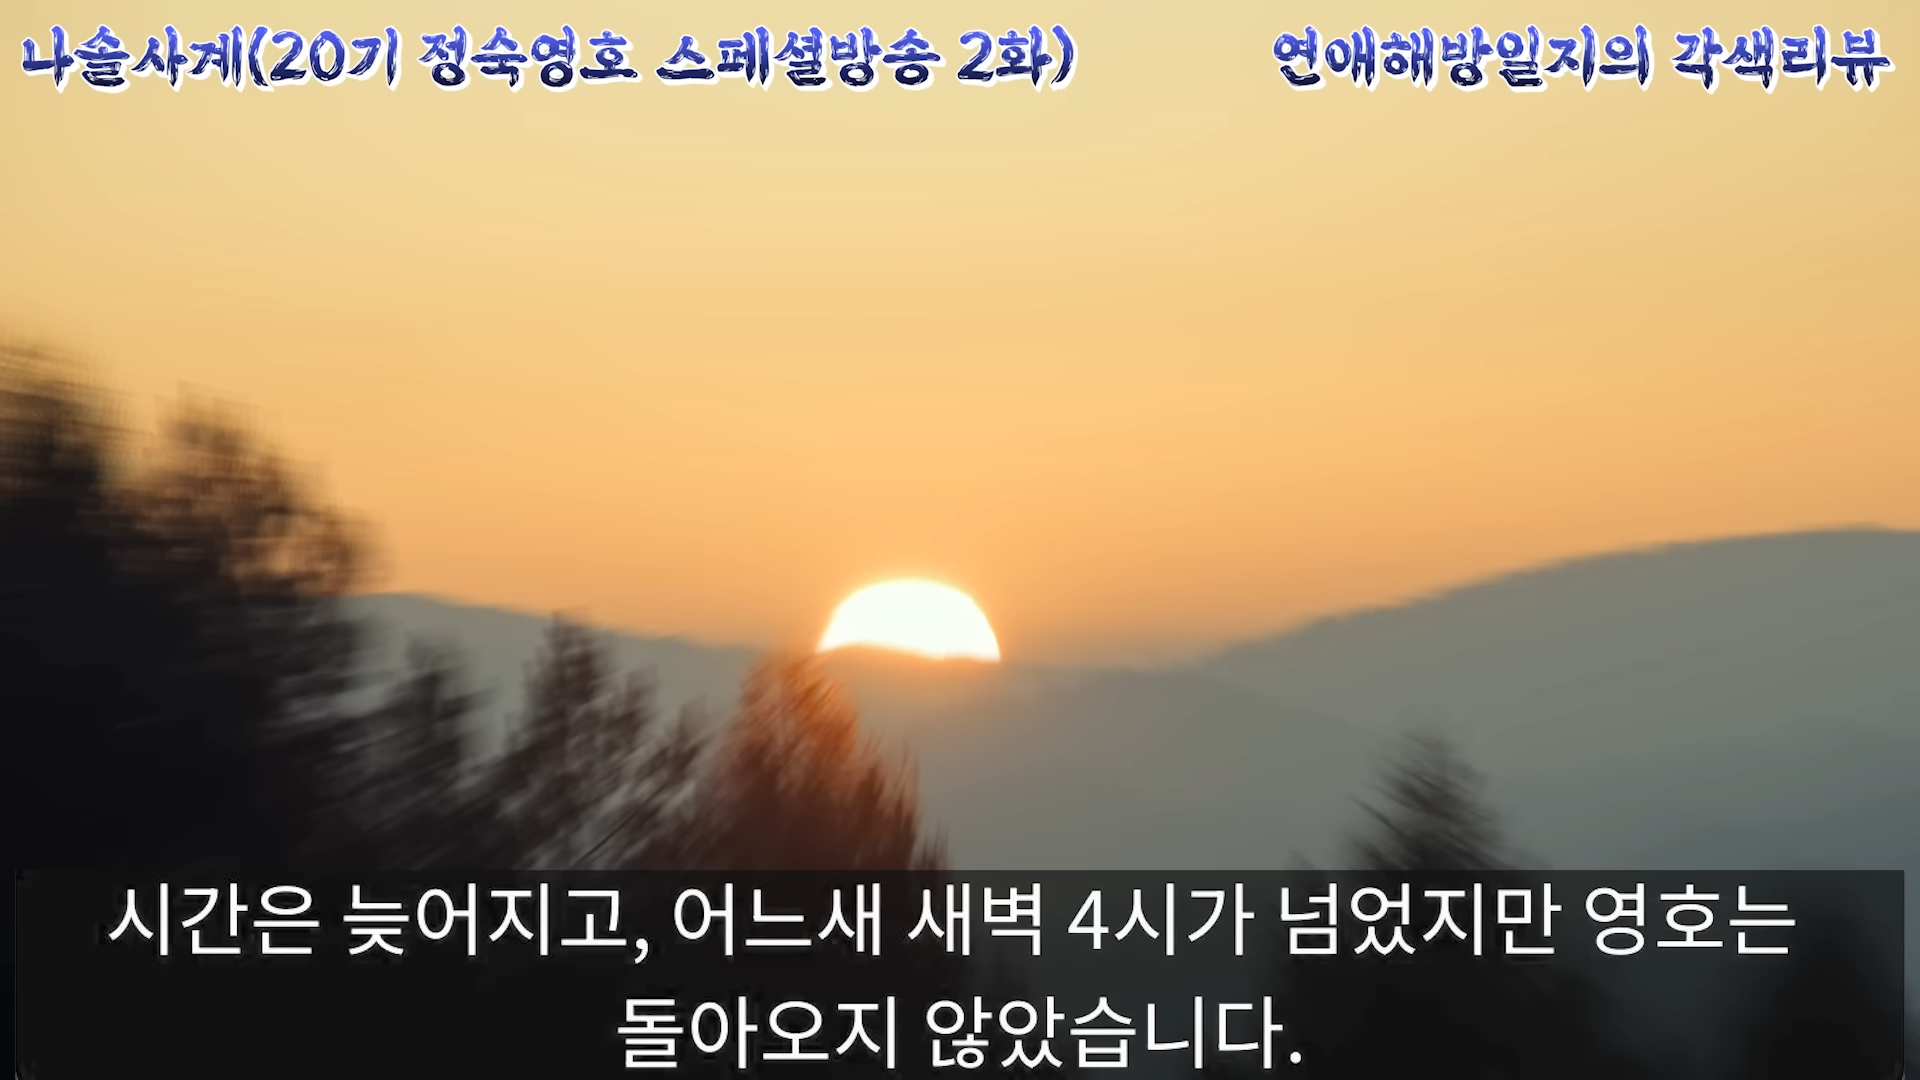 나솔사계(20기 정숙영호 스페셜방송 2화)
연애해방일지의 각색리뷰
시간은 늦어지고, 어느새 새벽 4시가 넘었지만 영호는
돌아오지 않았습니다.